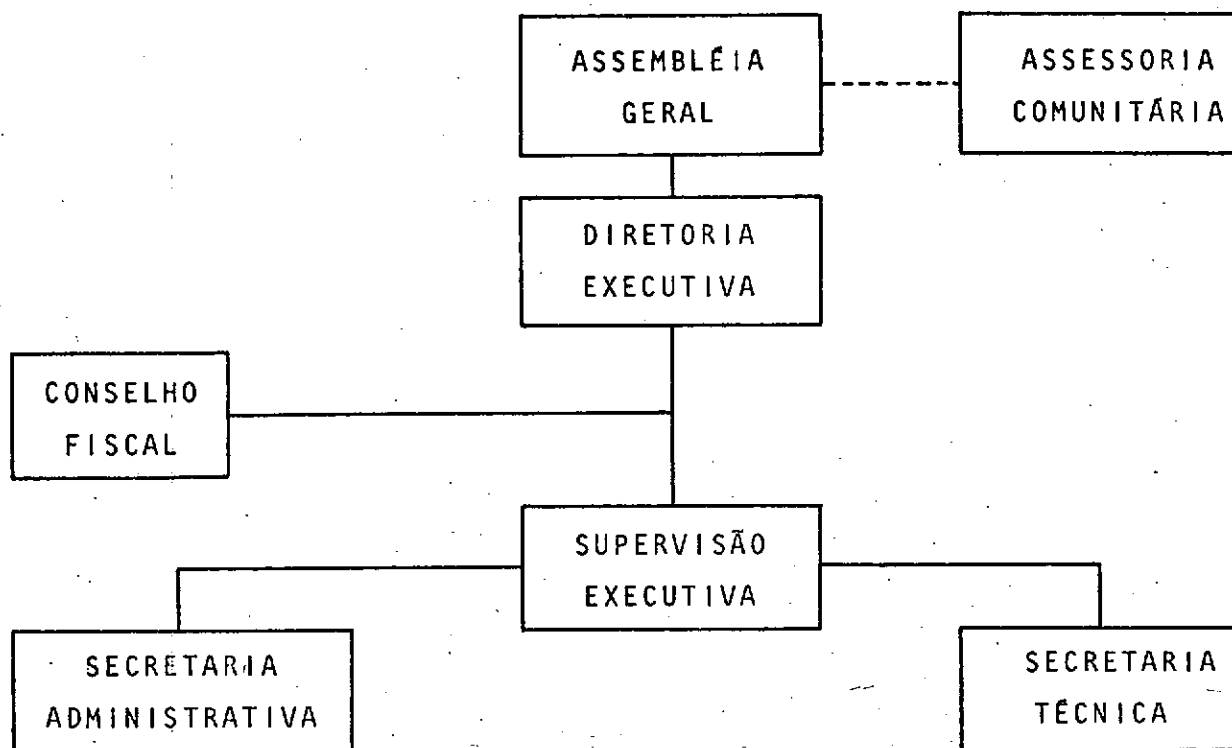 ASSEMBLÉIA
GERAL
ASSESSORIA
COMUNITÁRIA
DIRETORIA
EXECUTIVA
CONSELHO
FISCAL
SUPERVISÃO
EXECUTIVA
SECRETARIA
ADMINISTRATIVA
SECRETARIA
TÉCNICA